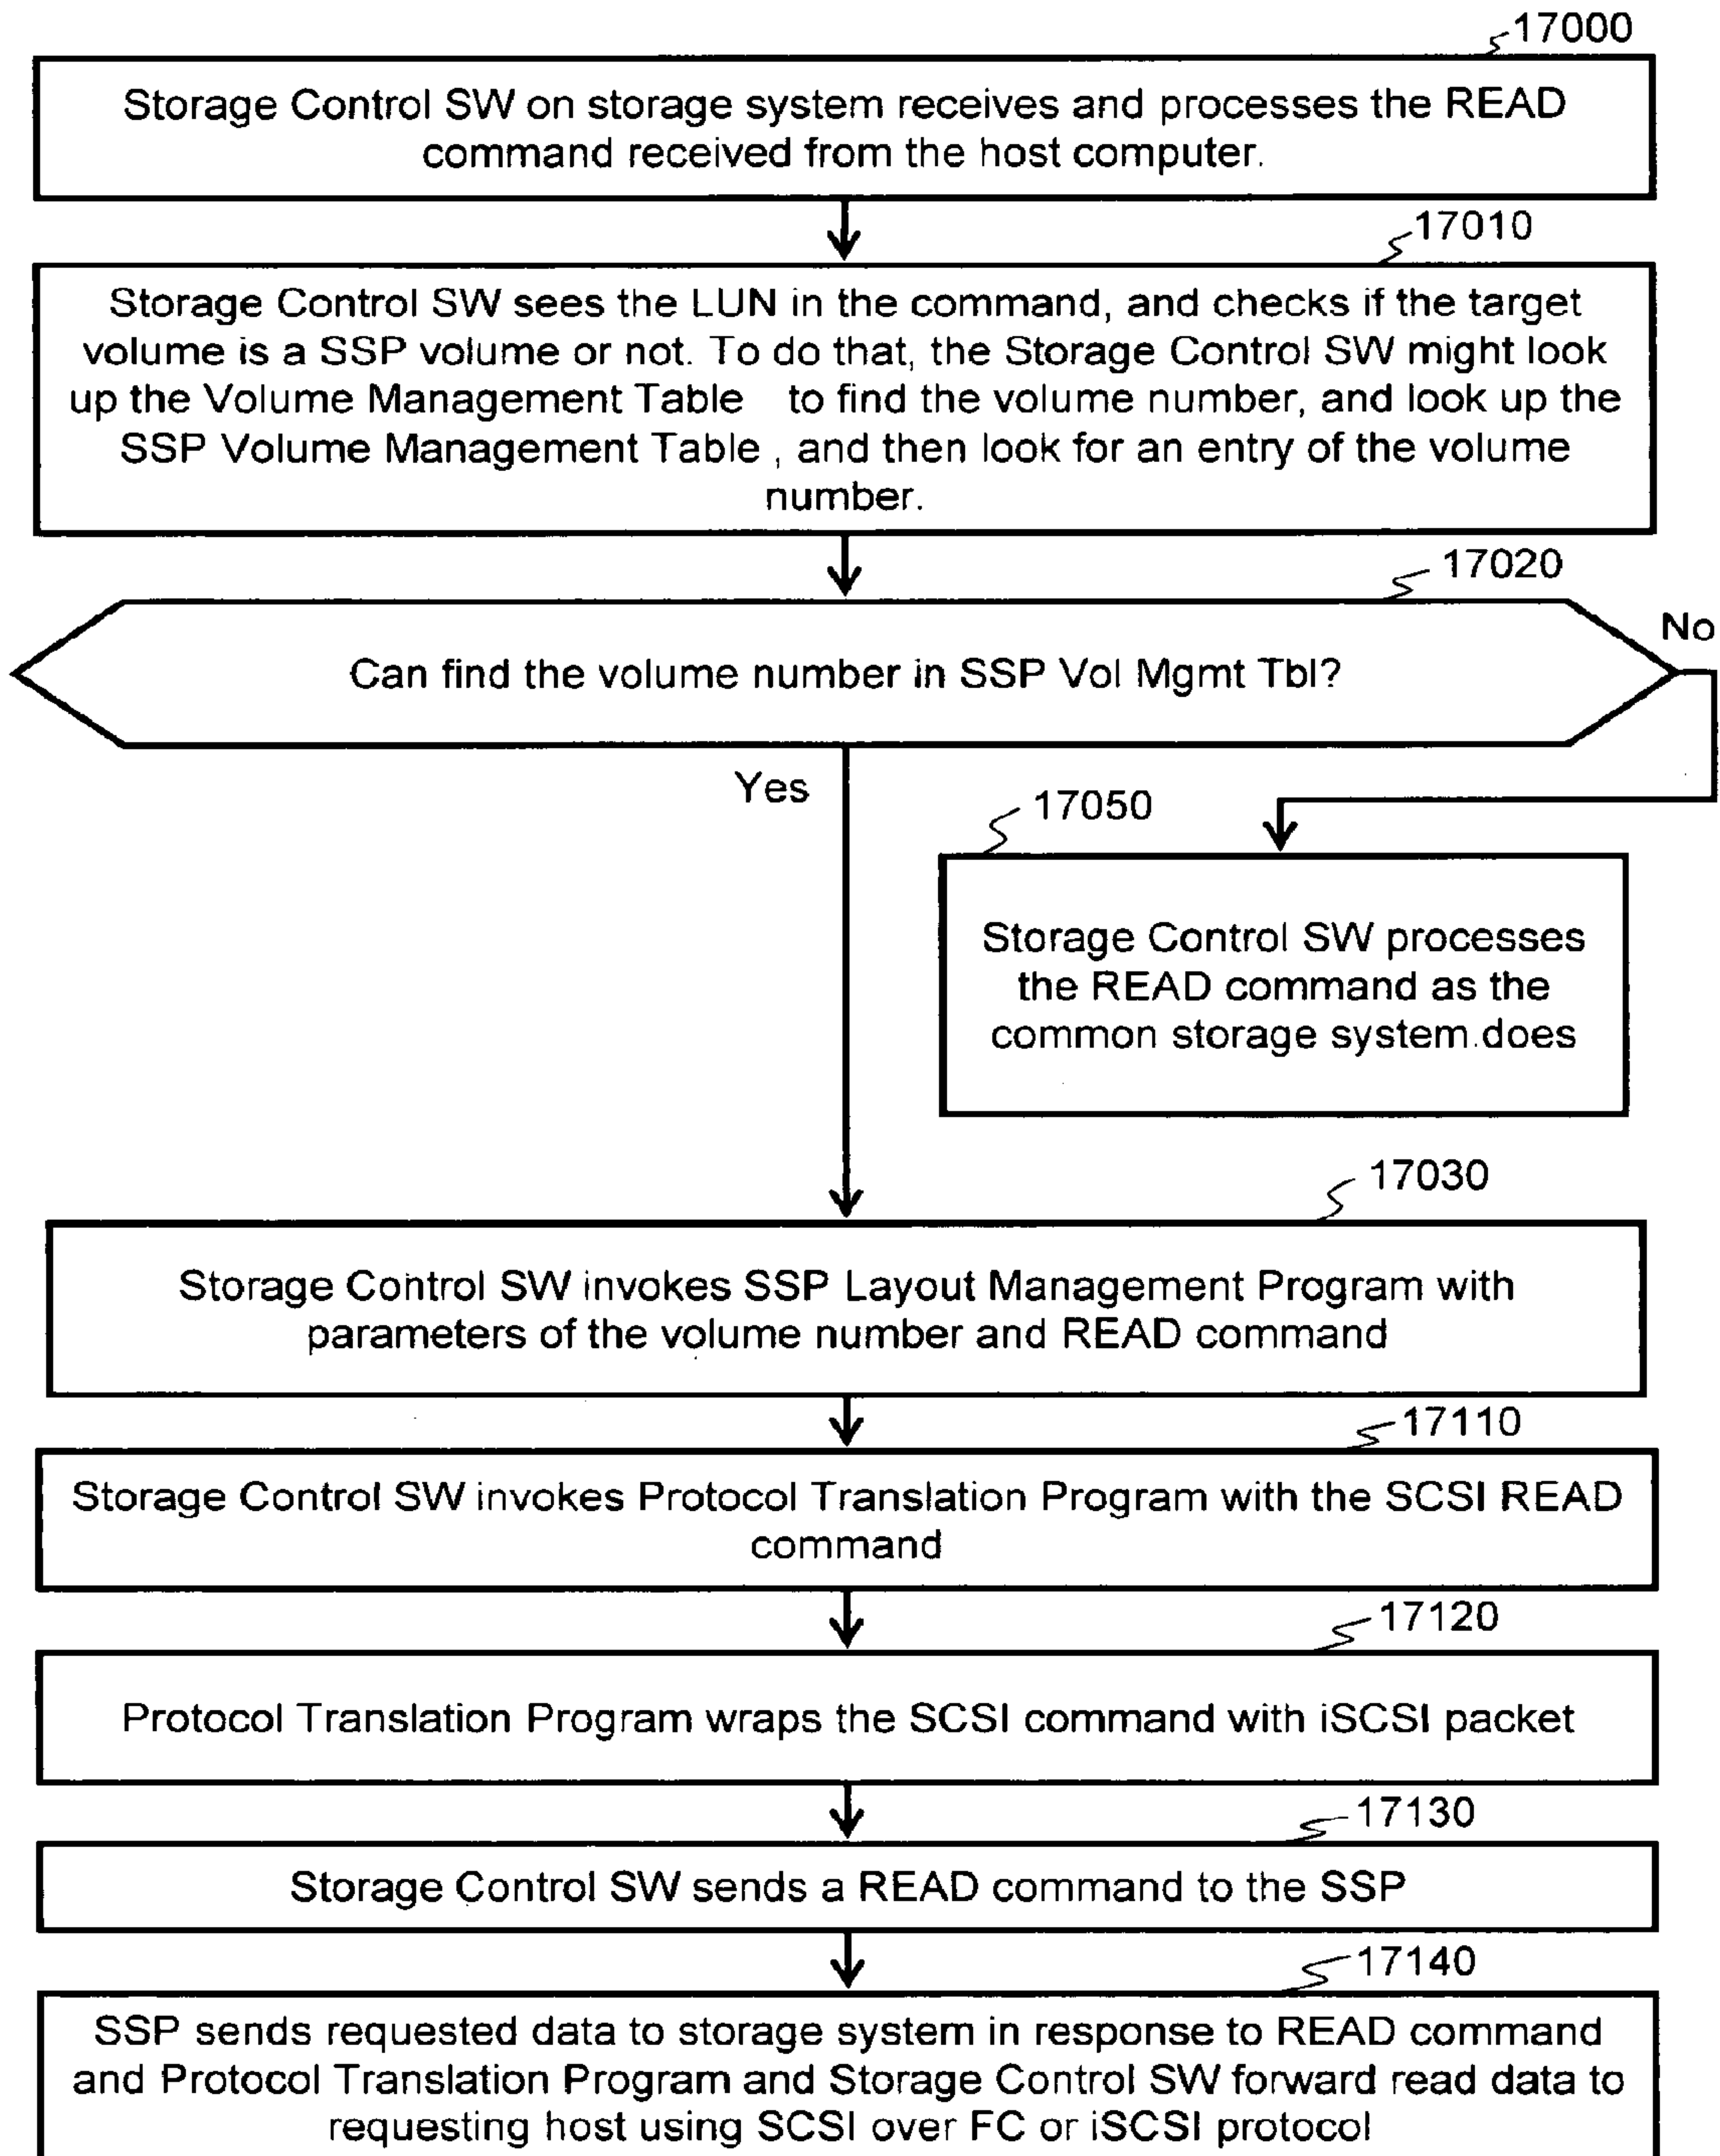 17000
Storage Control SW on storage system receives and processes the READ
command received from the host computer.
17010
Storage Control SW sees the LUN in the command, and checks if the target
volume is a SSP volume or not. To do that, the Storage Control SW might look
up the Volume Management Table to find the volume number, and look up the
SSP Volume Management Table , and then look for an entry of the volume
number.
17020
No
Can find the volume number in SSP Vol Mgmt Tbl?
Yes
17050
Storage Control SW processes
the READ command as the
common storage system does
17030
Storage Control SW invokes SSP Layout Management Program with
parameters of the volume number and READ command
17110
Storage Control SW invokes Protocol Translation Program with the SCSI READ
command
17120
Protocol Translation Program wraps the SCSI command with iSCSI packet
17130
Storage Control SW sends a READ command to the SSP
17140
SSP sends requested data to storage system in response to READ command
and Protocol Translation Program and Storage Control SW forward read data to
requesting host using SCSI over FC or iSCSI protocol